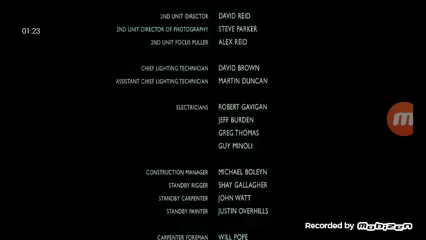 2ND UNIT DIRECTOR DAVID REID
01:23
2ND UNIT DIRECTOR OF PHOTOGRAPHY STEVE PARKER
2ND UNIT FOCUS PULLER ALEX REID
CHIEF LIGHTING TECHNICIAN DAVID BROWN
ASSISTANT CHIEF LIGHTING TECHNICIAN MARTIN DUNCAN
ELECTRICIANS ROBERT GAVIGAN
JEFF BURDEN
GREG THOMAS
GUY MINOLI
CONSTRUCTION MANAGER MICHAEL BOLEYN
STANDBY RIGGER SHAY GALLAGHER
STANDBY CARPENTER JOHN WATT
STANDBY PAINTER JUSTIN OVERHILLS
Recorded by Mobizen
CARPENTER FOREMAN WILL POPE